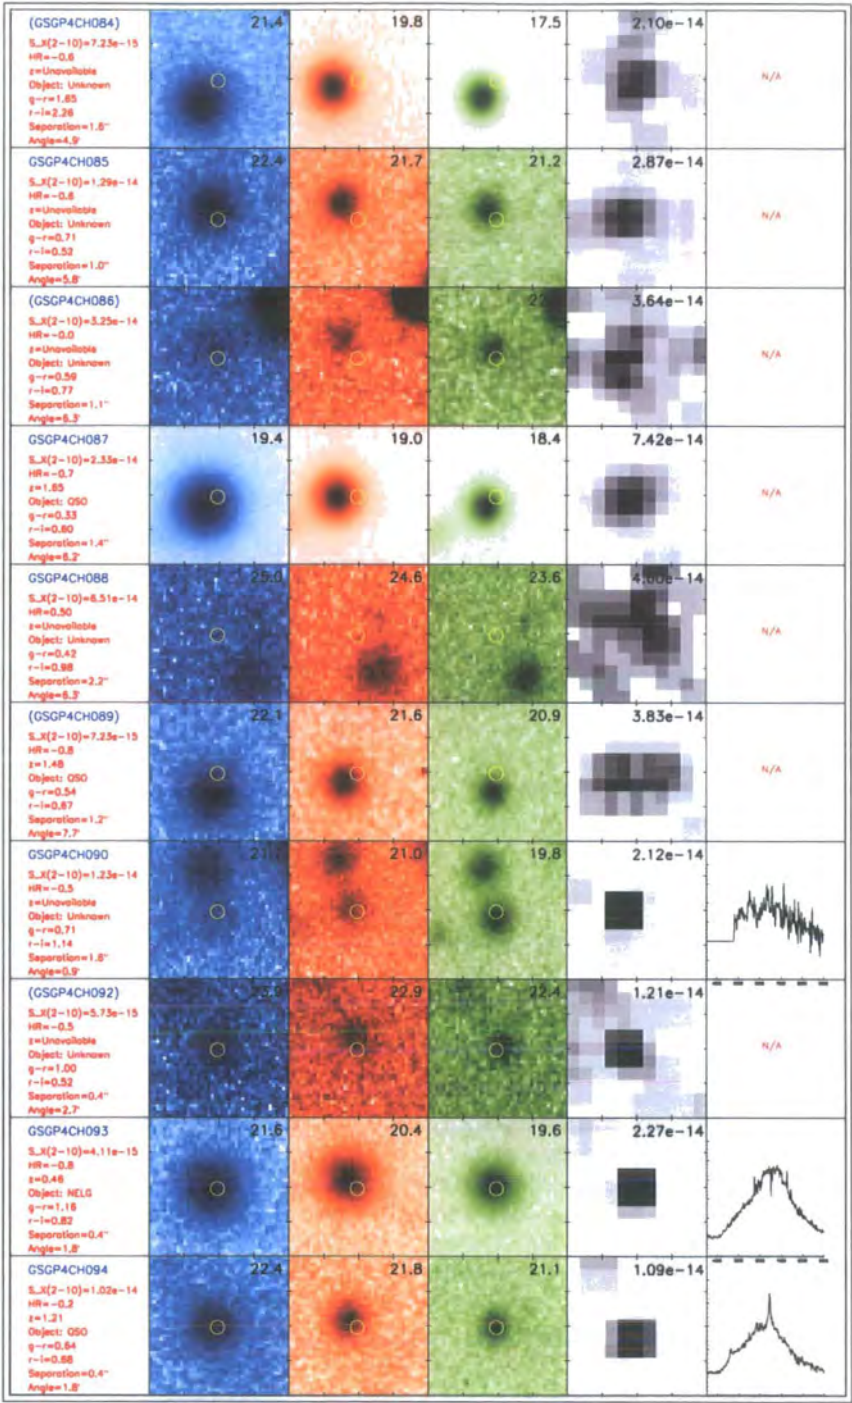 (GSGP4CH084) 21.4 19.8 17.5 2.10e-14
S_X(2-10)=7.23e-15
HR=-0.6
z=Unavailable
Object: Unknown
g-r=1.65
r-i=2.26
Separation=1.6"
Angle=4.9'
N/A
GSGP4CH085 22.4 21.7 21.2 2.87e-14
S_X(2-10)=1.29e-14
HR=-0.6
z=Unavailable
Object: Unknown
g-r=0.71
r-i=0.52
Separation=1.0"
Angle=5.8'
N/A
(GSGP4CH086) 3.64e-14
S_X(2-10)=3.25e-14
HR=-0.0
z=Unavailable
Object: Unknown
g-r=0.59
r-i=0.77
Separation=1.1"
Angle=6.3'
N/A
GSGP4CH087 19.4 19.0 18.4 7.42e-14
S_X(2-10)=2.33e-14
HR=-0.7
z=1.65
Object: QSO
g-r=0.33
r-i=0.60
Separation=1.4"
Angle=6.2'
N/A
GSGP4CH088 25.0 24.6 23.6
S_X(2-10)=6.51e-14
HR=0.50
z=Unavailable
Object: Unknown
g-r=0.42
r-i=0.98
Separation=2.2"
Angle=6.3'
N/A
(GSGP4CH089) 22.1 21.6 20.9 3.83e-14
S_X(2-10)=7.23e-15
HR=-0.8
z=1.48
Object: QSO
g-r=0.54
r-i=0.67
Separation=1.2"
Angle=7.7'
N/A
GSGP4CH090 21.0 19.8 2.12e-14
S_X(2-10)=1.23e-14
HR=-0.5
z=Unavailable
Object: Unknown
g-r=0.71
r-i=1.14
Separation=1.6"
Angle=0.9'
(GSGP4CH092) 22.9 22.4 1.21e-14
S_X(2-10)=5.73e-15
HR=-0.5
z=Unavailable
Object: Unknown
g-r=1.00
r-i=0.52
Separation=0.4"
Angle=2.7'
N/A
GSGP4CH093 21.6 20.4 19.6 2.27e-14
S_X(2-10)=4.11e-15
HR=-0.8
z=0.46
Object: NELG
g-r=1.16
r-i=0.82
Separation=0.4"
Angle=1.8'
GSGP4CH094 22.4 21.8 21.1 1.09e-14
S_X(2-10)=1.02e-14
HR=-0.2
z=1.21
Object: QSO
g-r=0.64
r-i=0.68
Separation=0.4"
Angle=1.8'